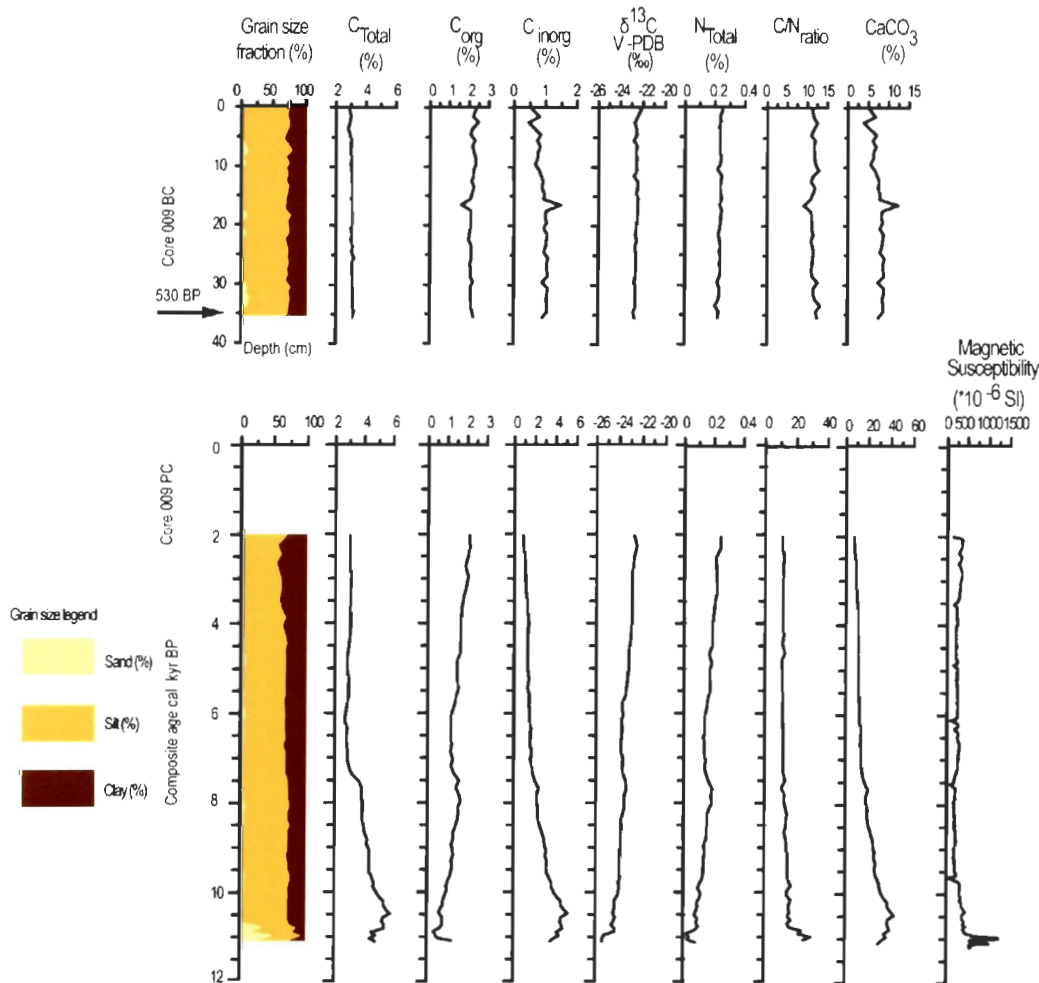 Grain size fraction (%)
C Total (%)
C org (%)
C inorg (%)
δ13C V-PDB (‰)
N Total (%)
C/N ratio
CaCO3 (%)
0 50 100
2 4 6
0 1 2 3
0 1 2
-26 -24 -22 -20
0 0.2 0.4
0 5 10 15
0 5 10 15
0
10
20
30
40
Core 009 BC
530 BP
Depth (cm)
Magnetic Susceptibility (*10 -6 SI)
0 50 100
2 4 6
0 1 2 3
0 1 2 3 4 5 6
-26 -24 -22 -20
0 0.2 0.4
0 20 40
0 20 40 60
0 500 1000 1500
0
2
4
6
8
10
12
Core 009 PC
Composite age cal kyr BP
Grain size legend
Sand (%)
Silt (%)
Clay (%)